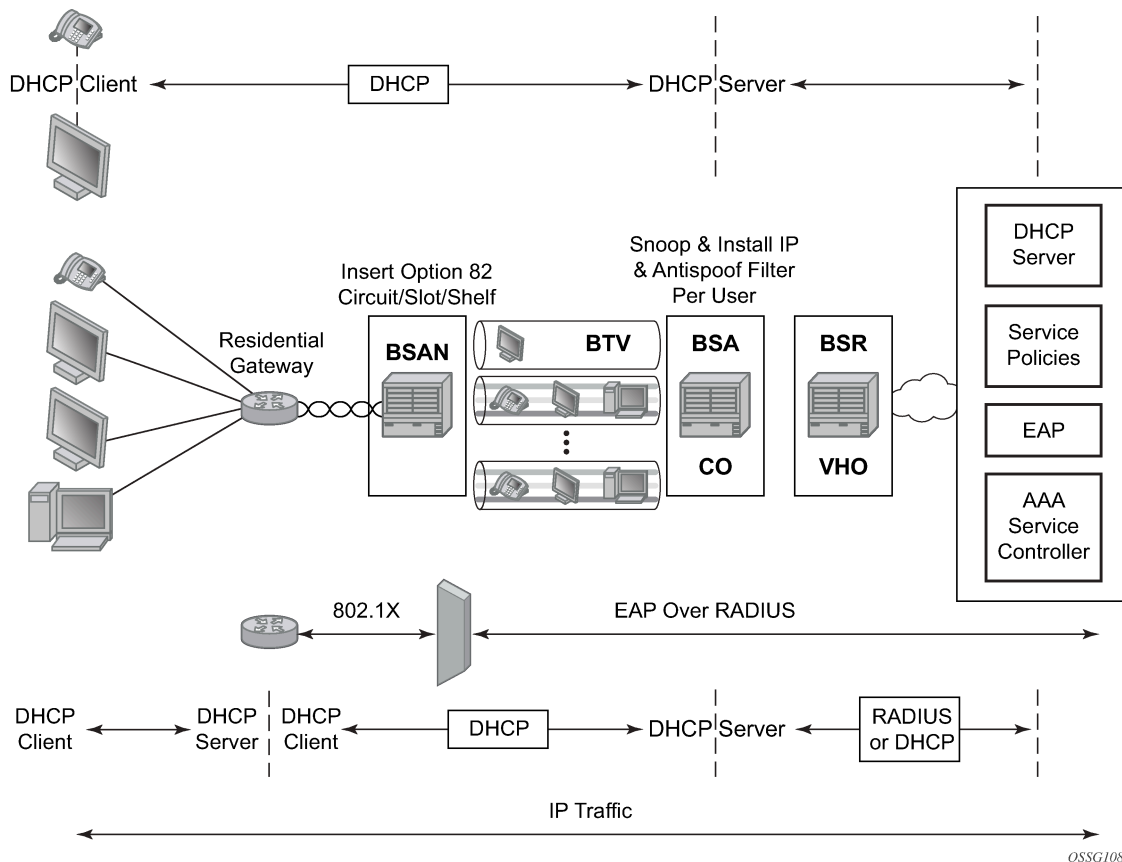 DHCP Client
DHCP
DHCP Server
Snoop & Install IP
& Antispoof Filter
Per User
Insert Option 82
Circuit/Slot/Shelf
Residential
Gateway
BSAN
BTV
BSA
CO
BSR
VHO
DHCP
Server
Service
Policies
EAP
AAA
Service
Controller
802.1X
EAP Over RADIUS
DHCP
Client
DHCP
Server
DHCP
Client
DHCP
DHCP Server
RADIUS
or DHCP
IP Traffic
OSSG108